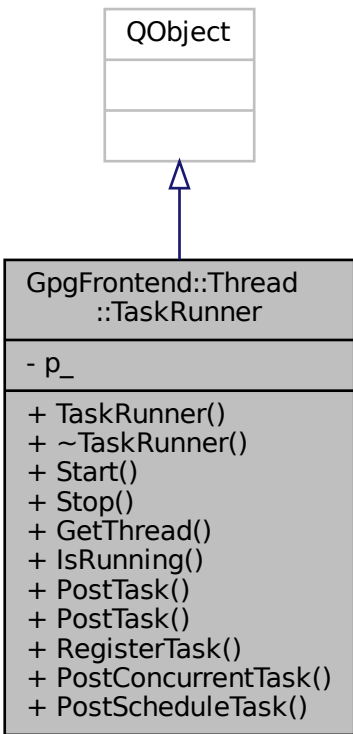 QObject
GpgFrontend::Thread
::TaskRunner
- p_
+ TaskRunner()
+ ~TaskRunner()
+ Start()
+ Stop()
+ GetThread()
+ IsRunning()
+ PostTask()
+ PostTask()
+ RegisterTask()
+ PostConcurrentTask()
+ PostScheduleTask()